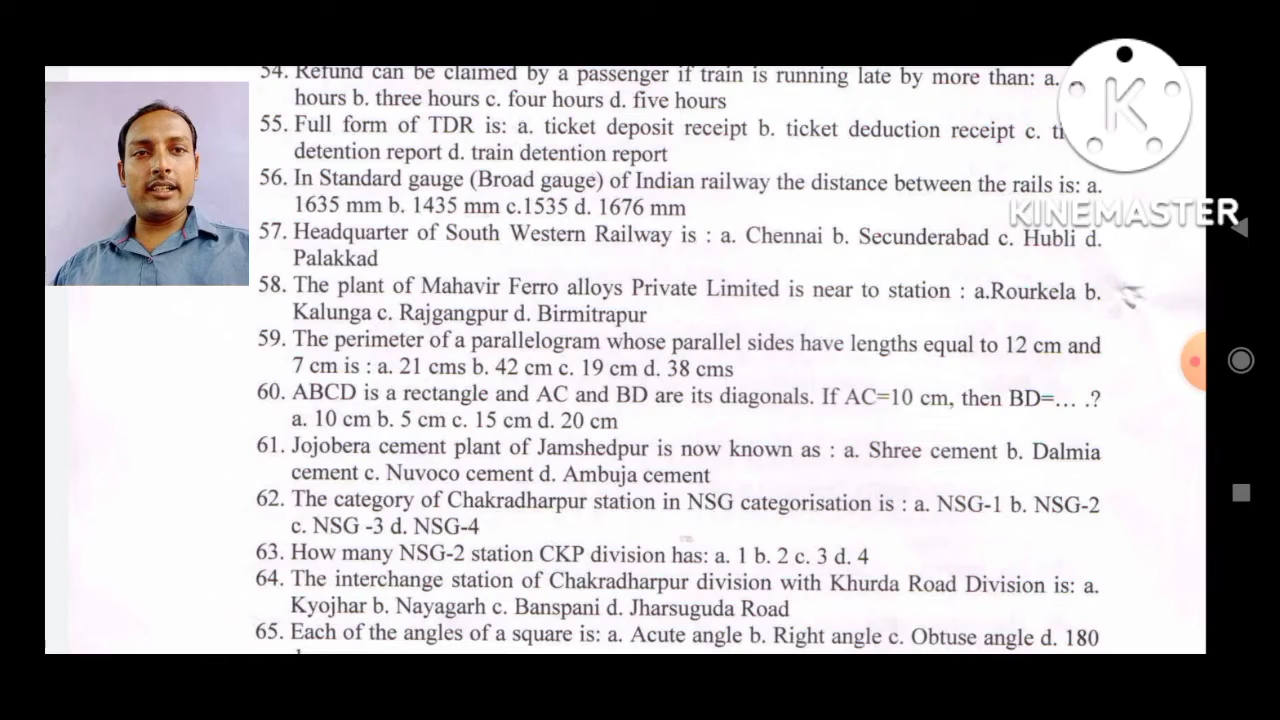 54. Refund can be claimed by a passenger if train is running late by more than: a.
hours b. three hours c. four hours d. five hours
55. Full form of TDR is: a. ticket deposit receipt b. ticket deduction receipt c.
detention report d. train detention report
56. In Standard gauge (Broad gauge) of Indian railway the distance between the rails is: a.
1635 mm b. 1435 mm c.1535 d. 1676 mm
57. Headquarter of South Western Railway is : a. Chennai b. Secunderabad c. Hubli d.
Palakkad
58. The plant of Mahavir Ferro alloys Private Limited is near to station : a.Rourkela b.
Kalunga c. Rajgangpur d. Birmitrapur
59. The perimeter of a parallelogram whose parallel sides have lengths equal to 12 cm and
7 cm is : a. 21 cms b. 42 cm c. 19 cm d. 38 cms
60. ABCD is a rectangle and AC and BD are its diagonals. If AC=10 cm, then BD=… .?
a. 10 cm b. 5 cm c. 15 cm d. 20 cm
61. Jojobera cement plant of Jamshedpur is now known as : a. Shree cement b. Dalmia
cement c. Nuvoco cement d. Ambuja cement
62. The category of Chakradharpur station in NSG categorisation is : a. NSG-1 b. NSG-2
c. NSG -3 d. NSG-4
63. How many NSG-2 station CKP division has: a. 1 b. 2 c. 3 d. 4
64. The interchange station of Chakradharpur division with Khurda Road Division is: a.
Kyojhar b. Nayagarh c. Banspani d. Jharsuguda Road
65. Each of the angles of a square is: a. Acute angle b. Right angle c. Obtuse angle d. 180
K
KINEMASTER